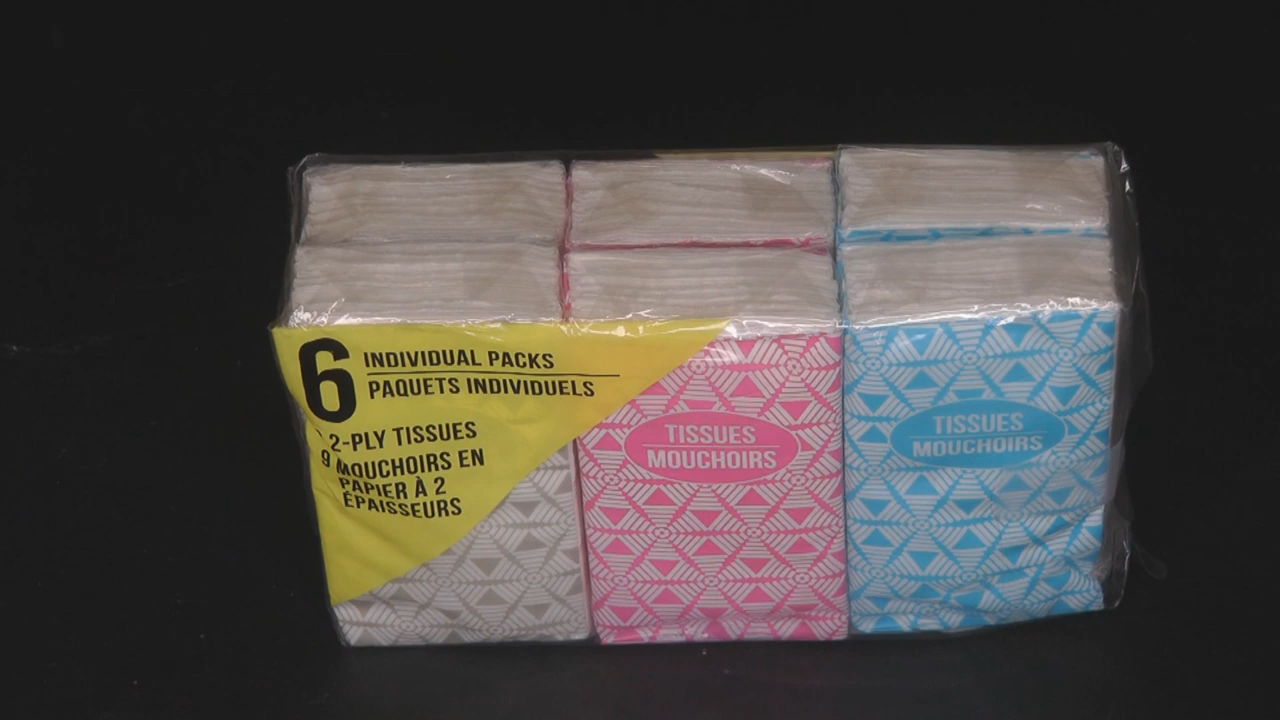 6
INDIVIDUAL PACKS
PAQUETS INDIVIDUELS
2-PLY TISSUES
9 MOUCHOIRS EN
PAPIER À 2
ÉPAISSEURS
TISSUES
MOUCHOIRS
TISSUES
MOUCHOIRS